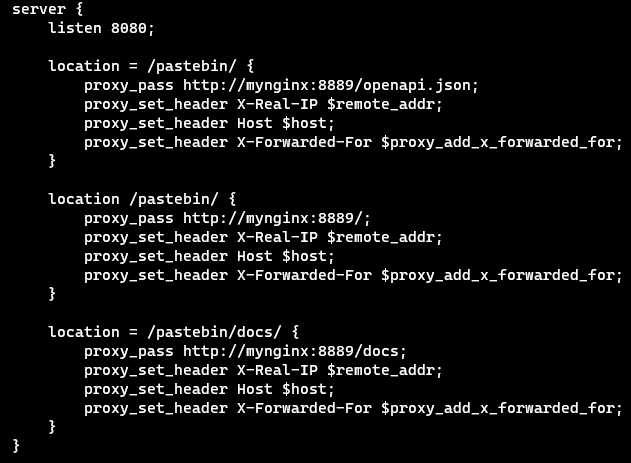 server {
    listen 8080;

    location = /pastebin/ {
        proxy_pass http://mynginx:8889/openapi.json;
        proxy_set_header X-Real-IP $remote_addr;
        proxy_set_header Host $host;
        proxy_set_header X-Forwarded-For $proxy_add_x_forwarded_for;
    }

    location /pastebin/ {
        proxy_pass http://mynginx:8889/;
        proxy_set_header X-Real-IP $remote_addr;
        proxy_set_header Host $host;
        proxy_set_header X-Forwarded-For $proxy_add_x_forwarded_for;
    }

    location = /pastebin/docs/ {
        proxy_pass http://mynginx:8889/docs;
        proxy_set_header X-Real-IP $remote_addr;
        proxy_set_header Host $host;
        proxy_set_header X-Forwarded-For $proxy_add_x_forwarded_for;
    }
}